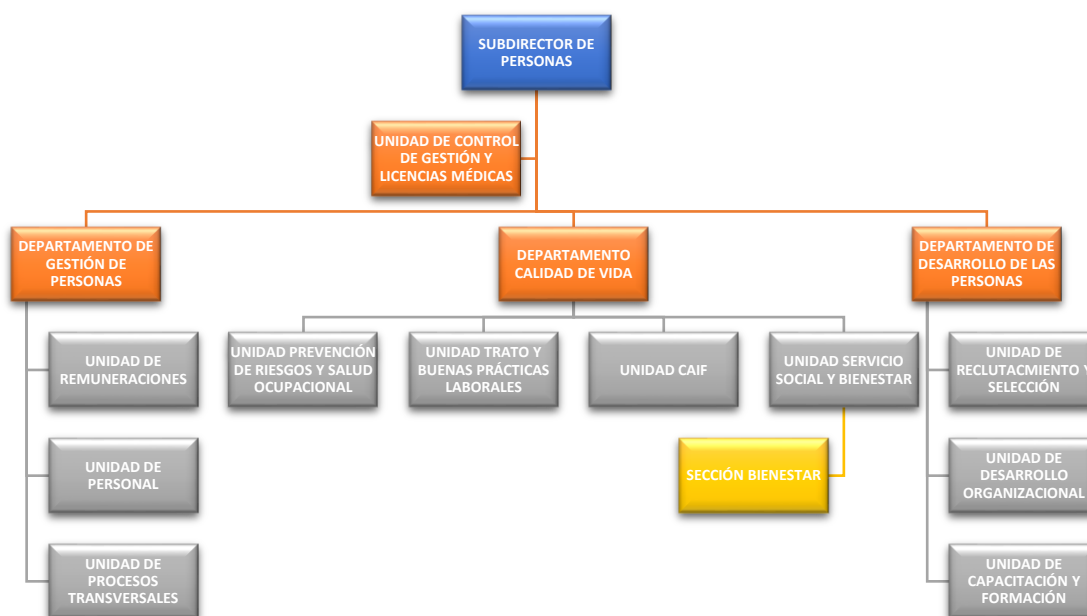 SUBDIRECTOR DE
PERSONAS
UNIDAD DE CONTROL
DE GESTIÓN Y
LICENCIAS MÉDICAS
DEPARTAMENTO DE
GESTIÓN DE
PERSONAS
DEPARTAMENTO
CALIDAD DE VIDA
DEPARTAMENTO DE
DESARROLLO DE LAS
PERSONAS
UNIDAD DE
REMUNERACIONES
UNIDAD PREVENCIÓN
DE RIESGOS Y SALUD
OCUPACIONAL
UNIDAD TRATO Y
BUENAS PRÁCTICAS
LABORALES
UNIDAD CAIF
UNIDAD SERVICIO
SOCIAL Y BIENESTAR
UNIDAD DE
RECLUTACMIENTO Y
SELECCIÓN
UNIDAD DE
PERSONAL
SECCIÓN BIENESTAR
UNIDAD DE
DESARROLLO
ORGANIZACIONAL
UNIDAD DE
PROCESOS
TRANSVERSALES
UNIDAD DE
CAPACITACIÓN Y
FORMACIÓN